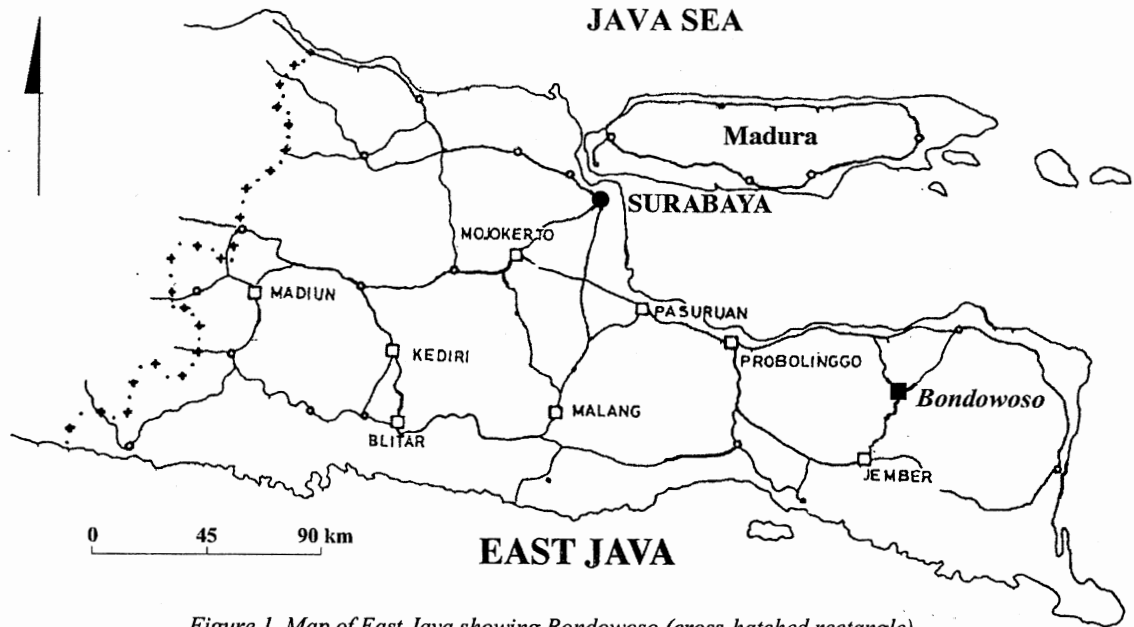 JAVA SEA
Madura
SURABAYA
MOJOKERTO
MADIUN
PASURUAN
KEDIRI
PROBOLINGGO
Bondowoso
MALANG
BLITAR
JEMBER
0 45 90 km
EAST JAVA
Figure 1. Map of East Java showing Bondowoso (cross-hatched rectangle)